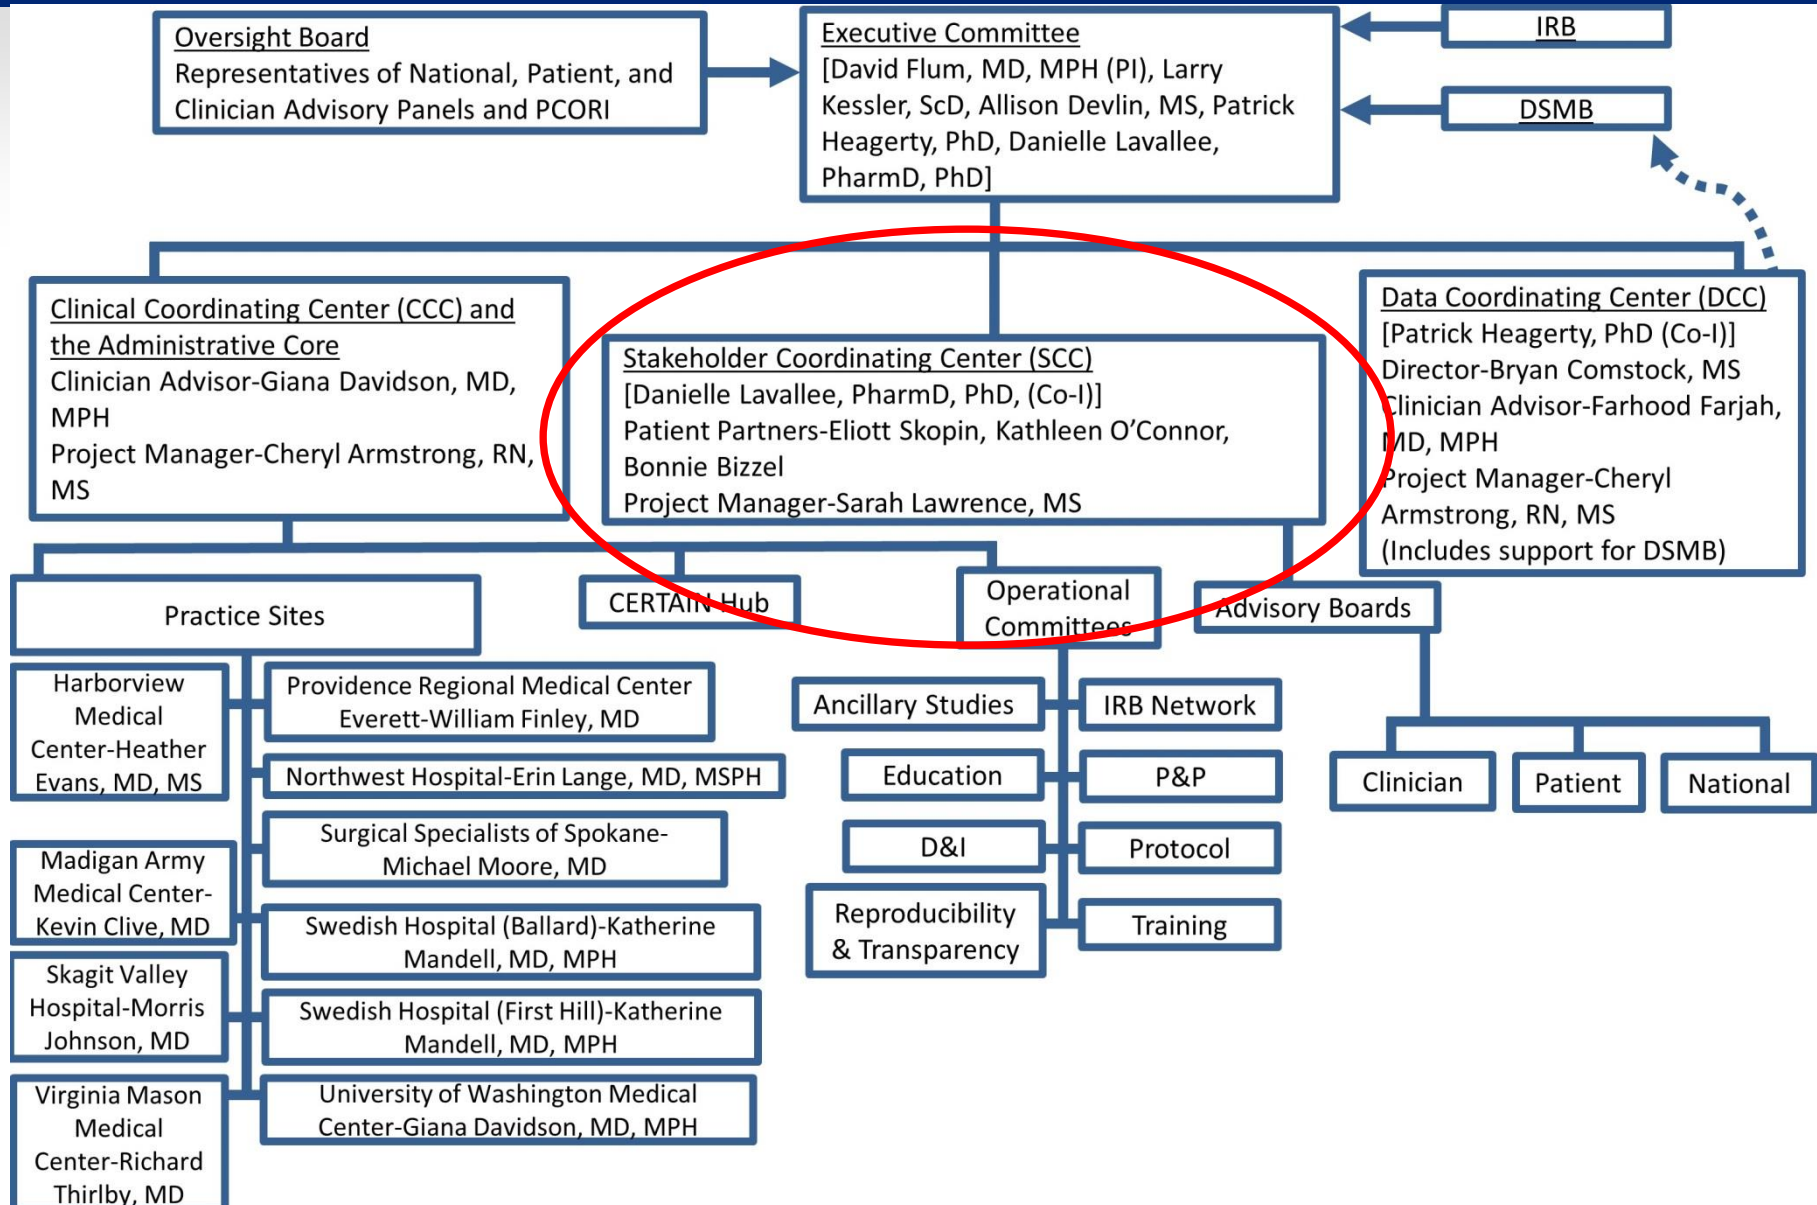 Oversight Board
Representatives of National, Patient, and
Clinician Advisory Panels and PCORI
Executive Committee
[David Flum, MD, MPH (PI), Larry
Kessler, ScD, Allison Devlin, MS, Patrick
Heagerty, PhD, Danielle Lavallee,
PharmD, PhD]
IRB
DSMB
Clinical Coordinating Center (CCC) and
the Administrative Core
Clinician Advisor-Giana Davidson, MD,
MPH
Project Manager-Cheryl Armstrong, RN,
MS
Stakeholder Coordinating Center (SCC)
[Danielle Lavallee, PharmD, PhD, (Co-I)]
Patient Partners-Eliott Skopin, Kathleen O’Connor,
Bonnie Bizzel
Project Manager-Sarah Lawrence, MS
Data Coordinating Center (DCC)
[Patrick Heagerty, PhD (Co-I)]
Director-Bryan Comstock, MS
Clinician Advisor-Farhood Farjah,
MD, MPH
Project Manager-Cheryl
Armstrong, RN, MS
(Includes support for DSMB)
Practice Sites
CERTAIN Hub
Operational
Committees
Advisory Boards
Harborview
Medical
Center-Heather
Evans, MD, MS
Providence Regional Medical Center
Everett-William Finley, MD
Northwest Hospital-Erin Lange, MD, MSPH
Surgical Specialists of Spokane-
Michael Moore, MD
Madigan Army
Medical Center-
Kevin Clive, MD
Swedish Hospital (Ballard)-Katherine
Mandell, MD, MPH
Skagit Valley
Hospital-Morris
Johnson, MD
Swedish Hospital (First Hill)-Katherine
Mandell, MD, MPH
Virginia Mason
Medical
Center-Richard
Thirlby, MD
University of Washington Medical
Center-Giana Davidson, MD, MPH
Ancillary Studies
IRB Network
Education
P&P
D&I
Protocol
Reproducibility
& Transparency
Training
Clinician
Patient
National